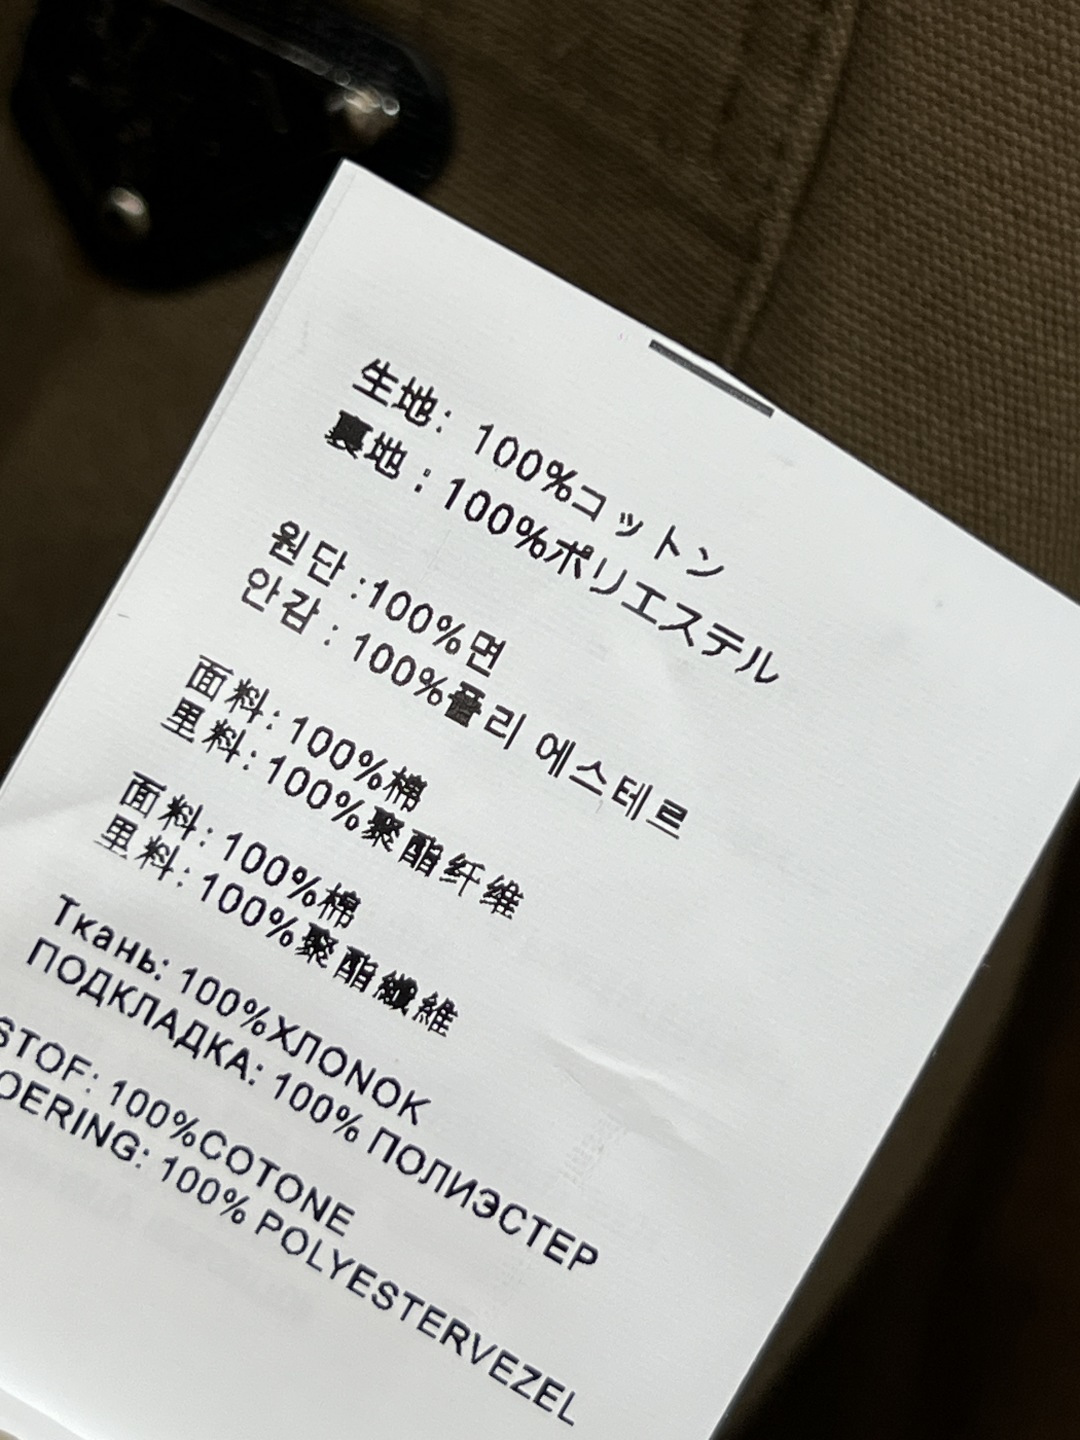 生地: 100%コットン
裏地 : 100%ポリエステル
원단 :100%면
안감 : 100%폴리 에스테르
面料: 100%棉
里料: 100%聚酯纤维
面料: 100%棉
里料: 100%聚酯纖維
Ткань: 100%ХЛОNОК
ПОДКЛАДКА: 100% ПОЛИЭСТЕР
STOF: 100%COTONE
OERING: 100% POLYESTERVEZEL